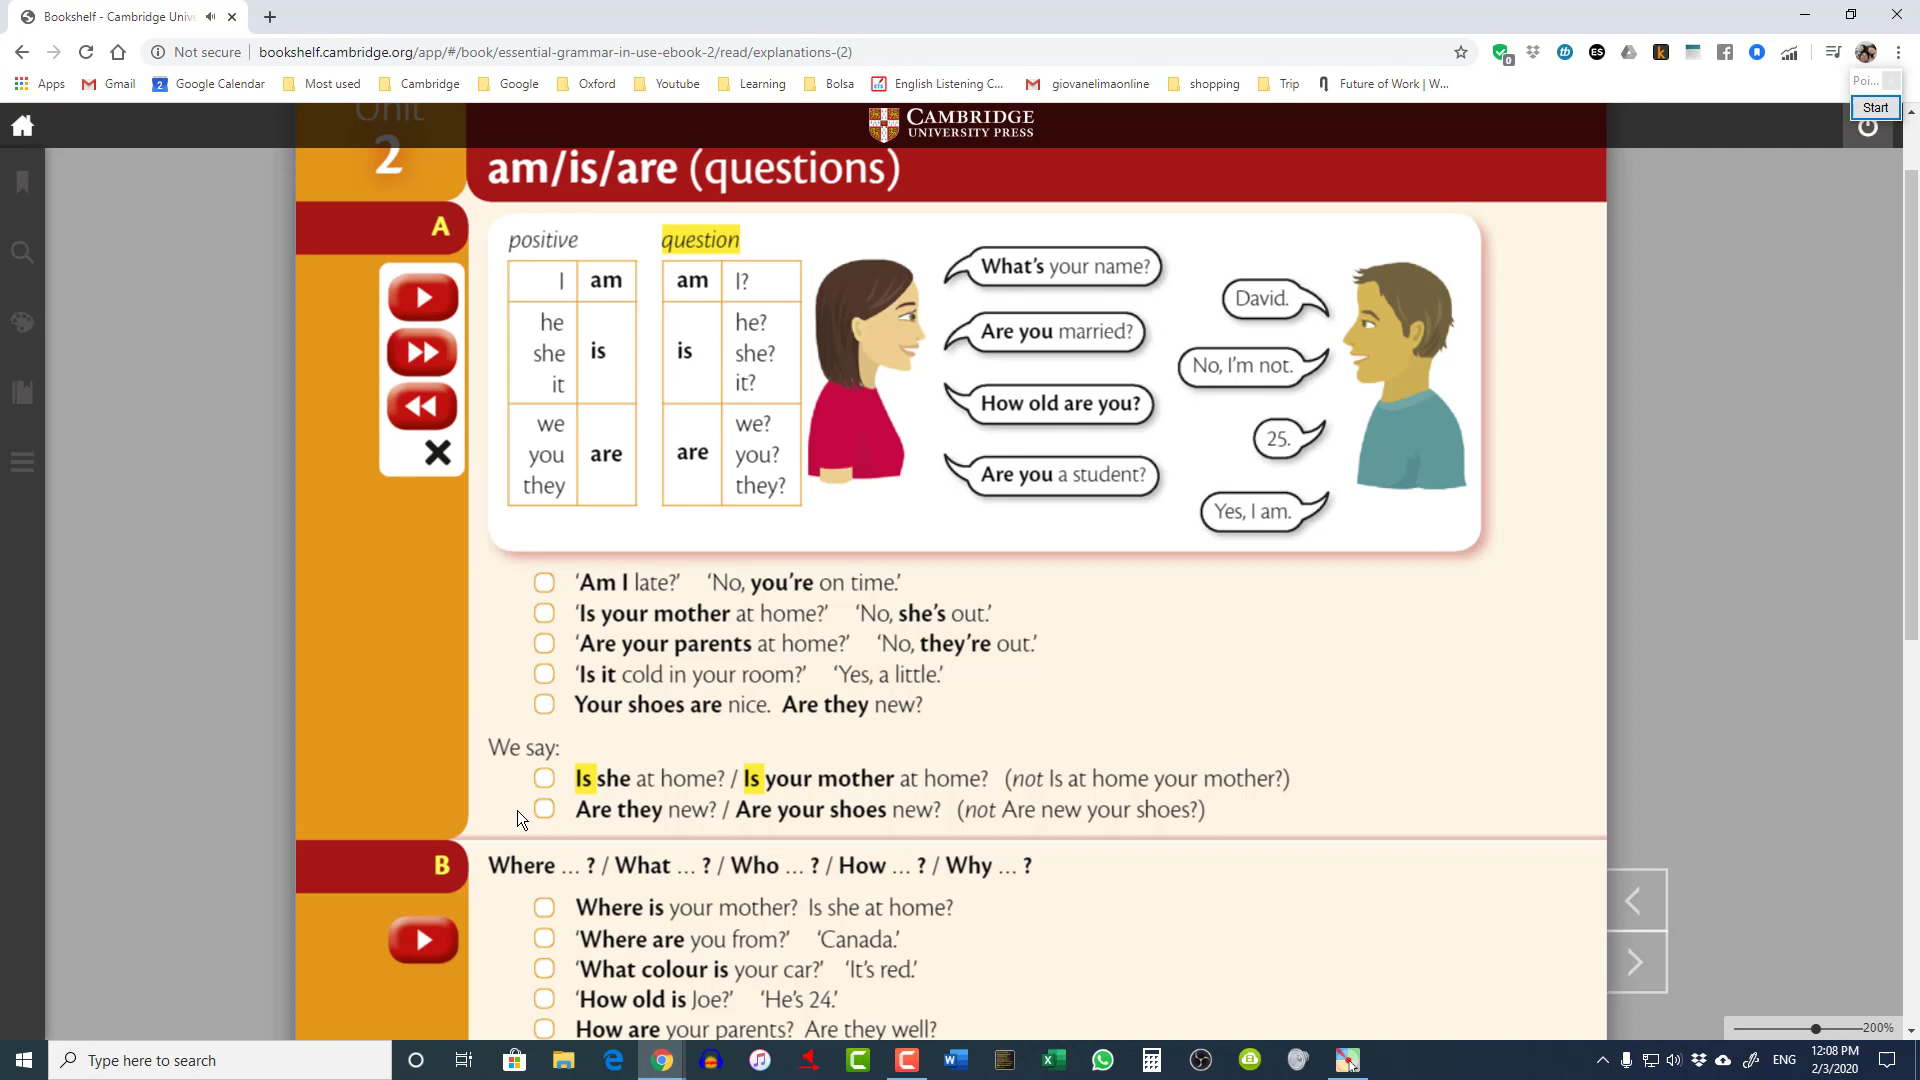 Bookshelf - Cambridge Unive
Not secure | bookshelf.cambridge.org/app/#/book/essential-grammar-in-use-ebook-2/read/explanations-(2)
Apps Gmail Google Calendar Most used Cambridge Google Oxford Youtube Learning Bolsa English Listening C... giovanelimaonline shopping Trip Future of Work | W...
Poi...
Start
CAMBRIDGE
UNIVERSITY PRESS
Unit
2
am/is/are (questions)
A
positive question
I am am I?
he he?
she is is she?
it it?
we we?
you are are you?
they they?
What's your name?
David.
Are you married?
No, I'm not.
How old are you?
25.
Are you a student?
Yes, I am.
‘Am I late?’ ‘No, you’re on time.’
‘Is your mother at home?’ ‘No, she’s out.’
‘Are your parents at home?’ ‘No, they’re out.’
‘Is it cold in your room?’ ‘Yes, a little.’
Your shoes are nice. Are they new?
We say:
Is she at home? / Is your mother at home? (not Is at home your mother?)
Are they new? / Are your shoes new? (not Are new your shoes?)
B
Where … ? / What … ? / Who … ? / How … ? / Why … ?
Where is your mother? Is she at home?
‘Where are you from?’ ‘Canada.’
‘What colour is your car?’ ‘It’s red.’
‘How old is Joe?’ ‘He’s 24.’
How are your parents? Are they well?
200%
Type here to search
ENG
12:08 PM
2/3/2020